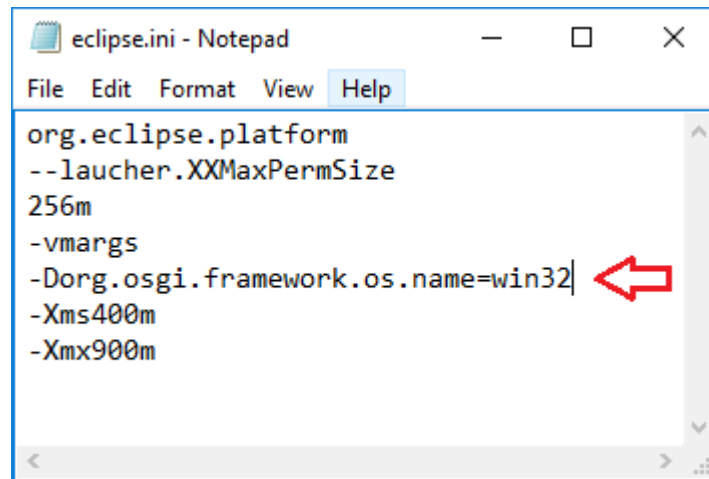 eclipse.ini - Notepad
File Edit Format View Help
org.eclipse.platform
--laucher.XXMaxPermSize
256m
-vmargs
-Dorg.osgi.framework.os.name=win32
-Xms400m
-Xmx900m